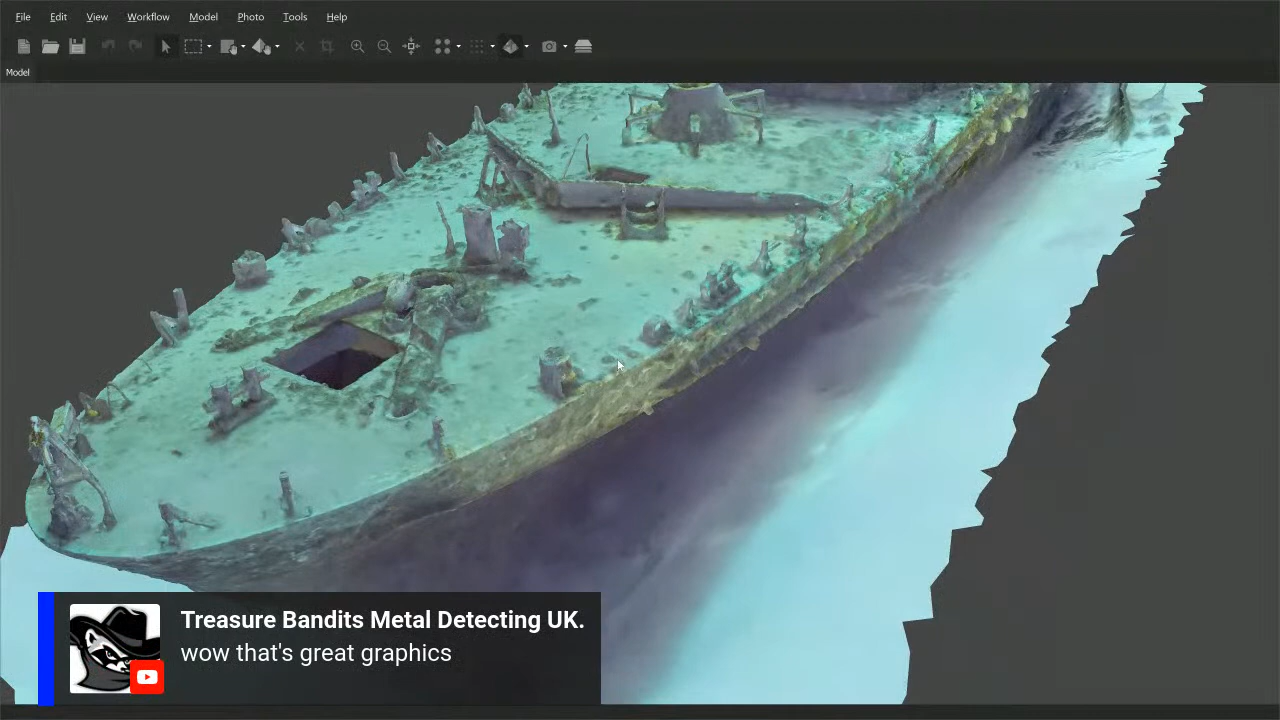 File Edit View Workflow Model Photo Tools Help
Model
Treasure Bandits Metal Detecting UK.
wow that's great graphics